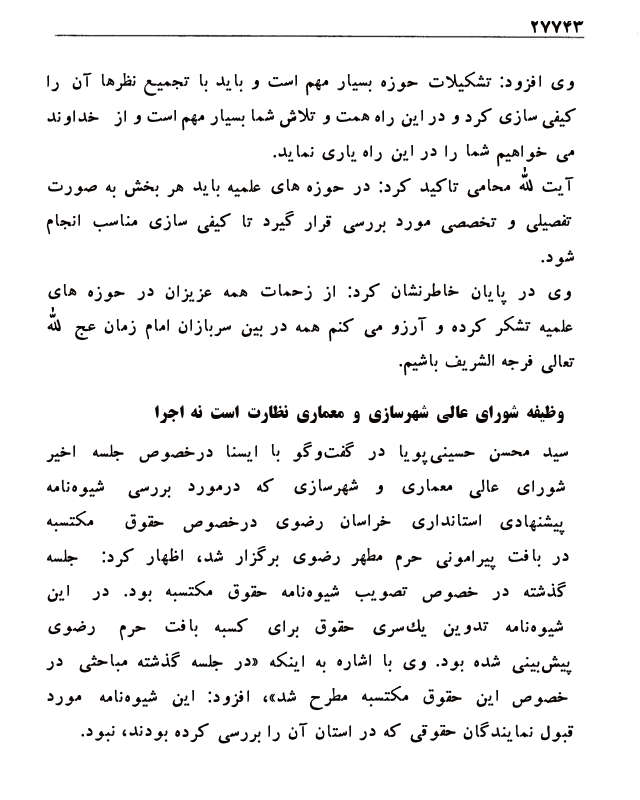 ۲۷۷۴۳
وی افزود: تشکیلات حوزه بسیار مهم است و باید با تجمیع نظرها آن را
کیفی سازی کرد و در این راه همت و تلاش شما بسیار مهم است و از خداوند
می خواهیم شما را در این راه یاری نماید.
آیت لله محامی تاکید کرد: در حوزه های علمیه باید هر بخش به صورت
تفصیلی و تخصصی مورد بررسی قرار گیرد تا کیفی سازی مناسب انجام
شود.
وی در پایان خاطرنشان کرد: از زحمات همه عزیزان در حوزه های
علمیه تشکر کرده و آرزو می کنم همه در بین سربازان امام زمان عج لله
تعالی فرجه الشریف باشیم.
وظیفه شورای عالی شهرسازی و معماری نظارت است نه اجرا
سید محسن حسینی‌پویا در گفت‌وگو با ایسنا درخصوص جلسه اخیر
شورای عالی معماری و شهرسازی که درمورد بررسی شیوه‌نامه
پیشنهادی استانداری خراسان رضوی درخصوص حقوق مکتسبه
در بافت پیرامونی حرم مطهر رضوی برگزار شد، اظهار کرد: جلسه
گذشته در خصوص تصویب شیوه‌نامه حقوق مکتسبه بود. در این
شیوه‌نامه تدوین یك‌سری حقوق برای کسبه بافت حرم رضوی
پیش‌بینی شده بود. وی با اشاره به اینکه «در جلسه گذشته مباحثی در
خصوص این حقوق مکتسبه مطرح شد»، افزود: این شیوه‌نامه مورد
قبول نمایندگان حقوقی که در استان آن را بررسی کرده بودند، نبود.